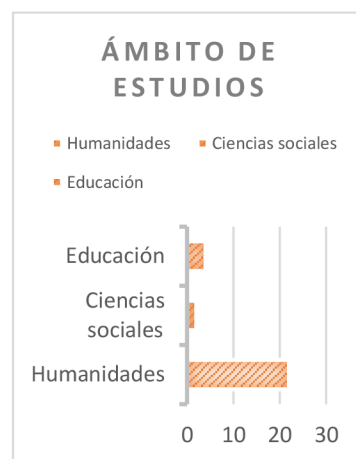 ÁMBITO DE
ESTUDIOS
Humanidades Ciencias sociales
Educación
Educación
Ciencias
sociales
Humanidades
0 10 20 30